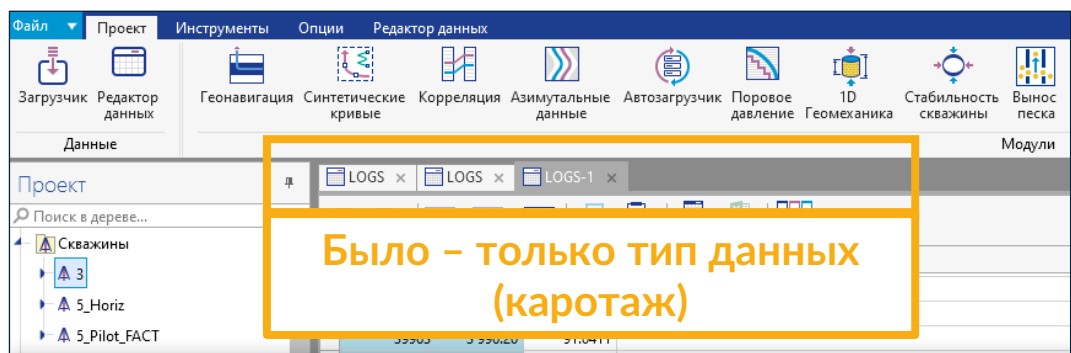 Файл Проект Инструменты Опции Редактор данных
Загрузчик Редактор Геонавигация Синтетические Корреляция Азимутальные Автозагрузчик Поровое 1D Стабильность Вынос
данных кривые данные давление Геомеханика скважины песка
Данные Модули
Проект LOGS LOGS LOGS-1
Поиск в дереве...
Скважины
3
5_Horiz
5_Pilot_FACT
Было – только тип данных
(каротаж)